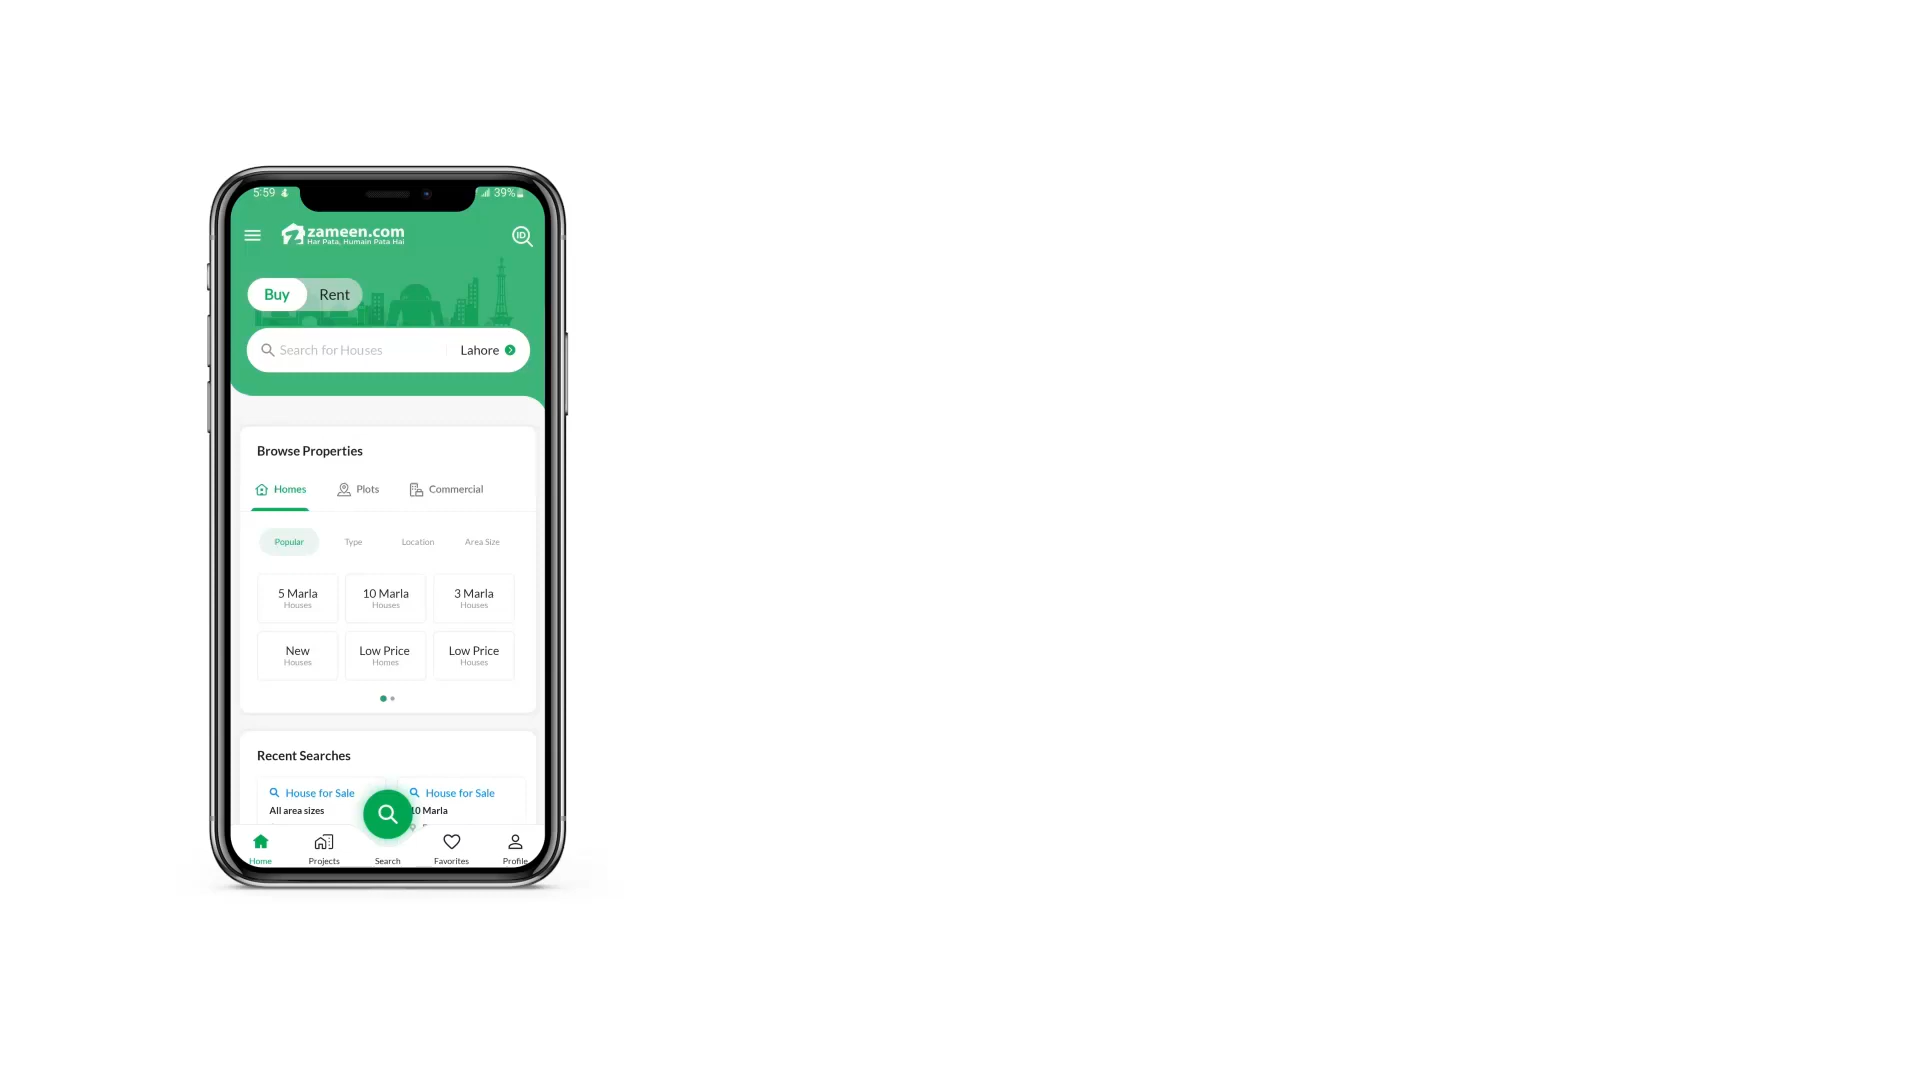 5:59
39%
zameen.com
Har Pata, Humain Pata Hai
ID
Buy Rent
Search for Houses Lahore
Browse Properties
Homes Plots Commercial
Popular Type Location Area Size
5 Marla 10 Marla 3 Marla
Houses Houses Houses
New Low Price Low Price
Houses Homes Houses
Recent Searches
House for Sale House for Sale
All area sizes 10 Marla
Home Projects Search Favorites Profile